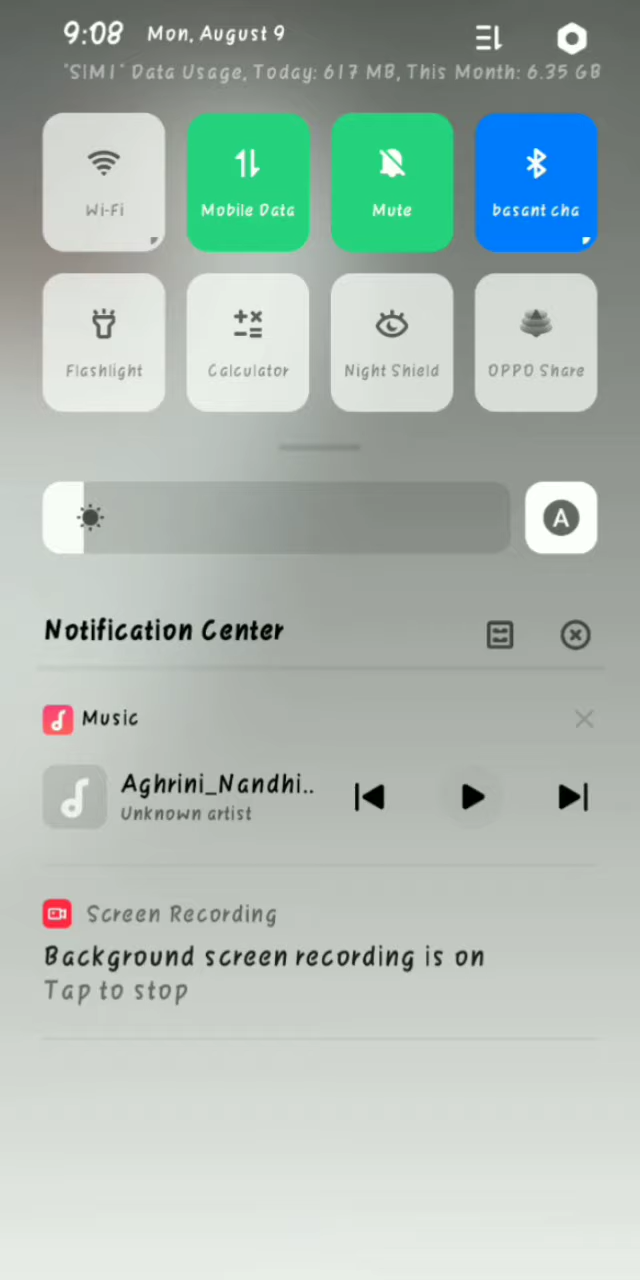 9:08 Mon, August 9
"SIM1" Data Usage, Today: 617 MB, This Month: 6.35 GB
Wi-Fi
Mobile Data
Mute
basant cha
Flashlight
Calculator
Night Shield
OPPO Share
A
Notification Center
Music
Aghrini_Nandhi..
Unknown artist
Screen Recording
Background screen recording is on
Tap to stop